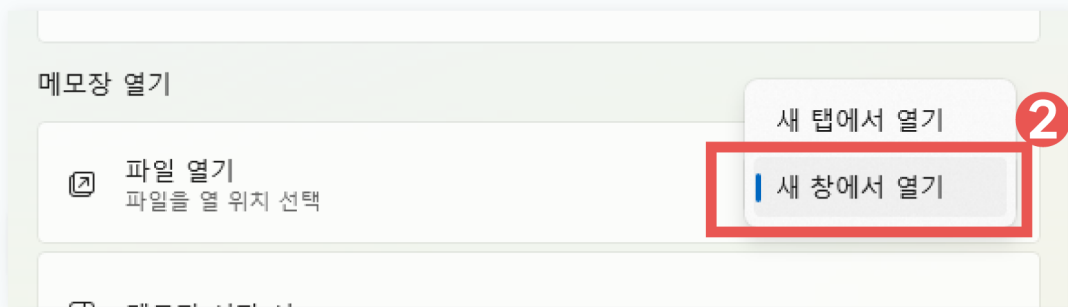 메모장 열기
새 탭에서 열기
2
파일 열기
파일을 열 위치 선택
새 창에서 열기